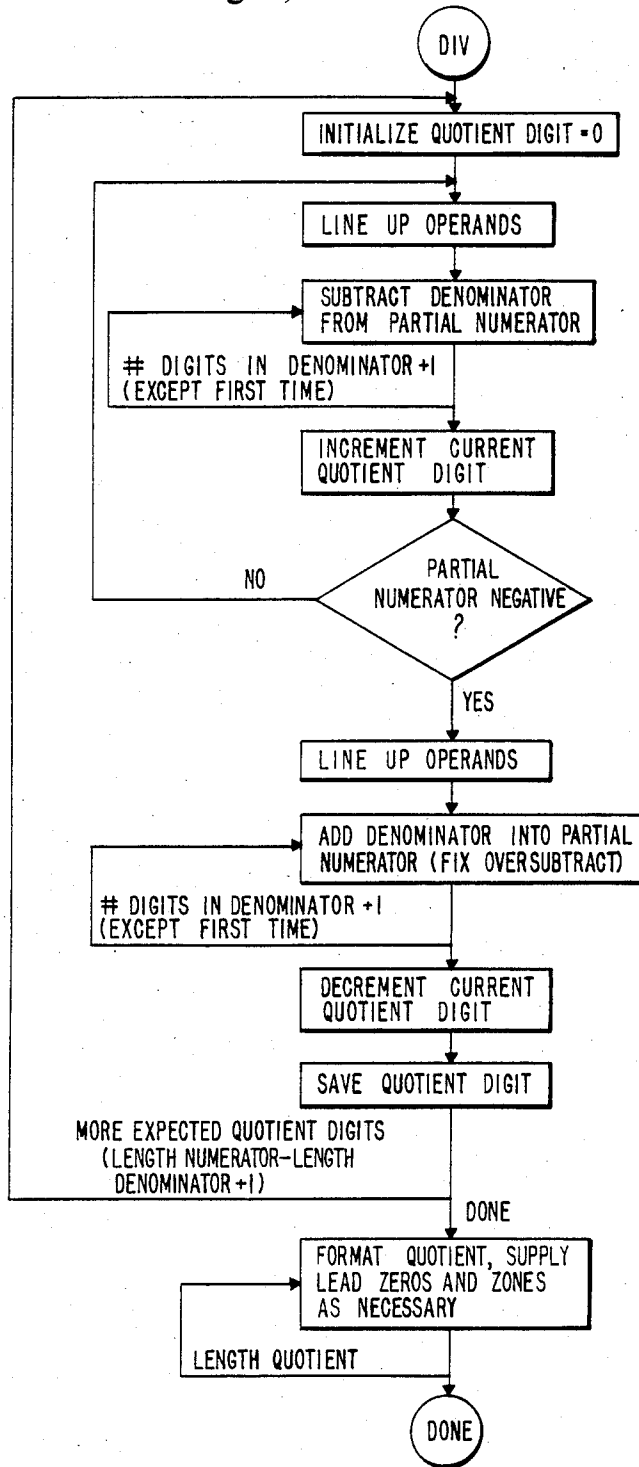 DIV
INITIALIZE QUOTIENT DIGIT = 0
LINE UP OPERANDS
SUBTRACT DENOMINATOR
FROM PARTIAL NUMERATOR
# DIGITS IN DENOMINATOR +1
(EXCEPT FIRST TIME)
INCREMENT CURRENT
QUOTIENT DIGIT
NO
PARTIAL
NUMERATOR NEGATIVE
?
YES
LINE UP OPERANDS
ADD DENOMINATOR INTO PARTIAL
NUMERATOR (FIX OVERSUBTRACT)
# DIGITS IN DENOMINATOR +1
(EXCEPT FIRST TIME)
DECREMENT CURRENT
QUOTIENT DIGIT
SAVE QUOTIENT DIGIT
MORE EXPECTED QUOTIENT DIGITS
(LENGTH NUMERATOR-LENGTH
DENOMINATOR +1)
DONE
FORMAT QUOTIENT, SUPPLY
LEAD ZEROS AND ZONES
AS NECESSARY
LENGTH QUOTIENT
DONE